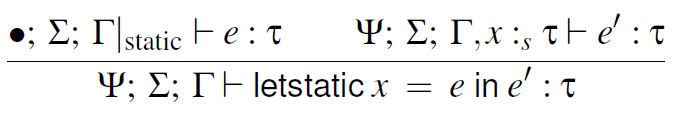 •; Σ; Γ|static ⊢ e : τ Ψ; Σ; Γ, x :s τ ⊢ e′ : τ
Ψ; Σ; Γ ⊢ letstatic x = e in e′ : τ